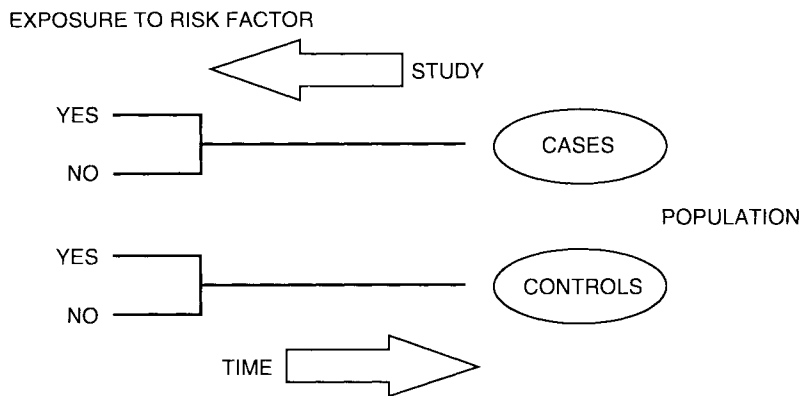 EXPOSURE TO RISK FACTOR
STUDY
YES
CASES
NO
POPULATION
YES
CONTROLS
NO
TIME